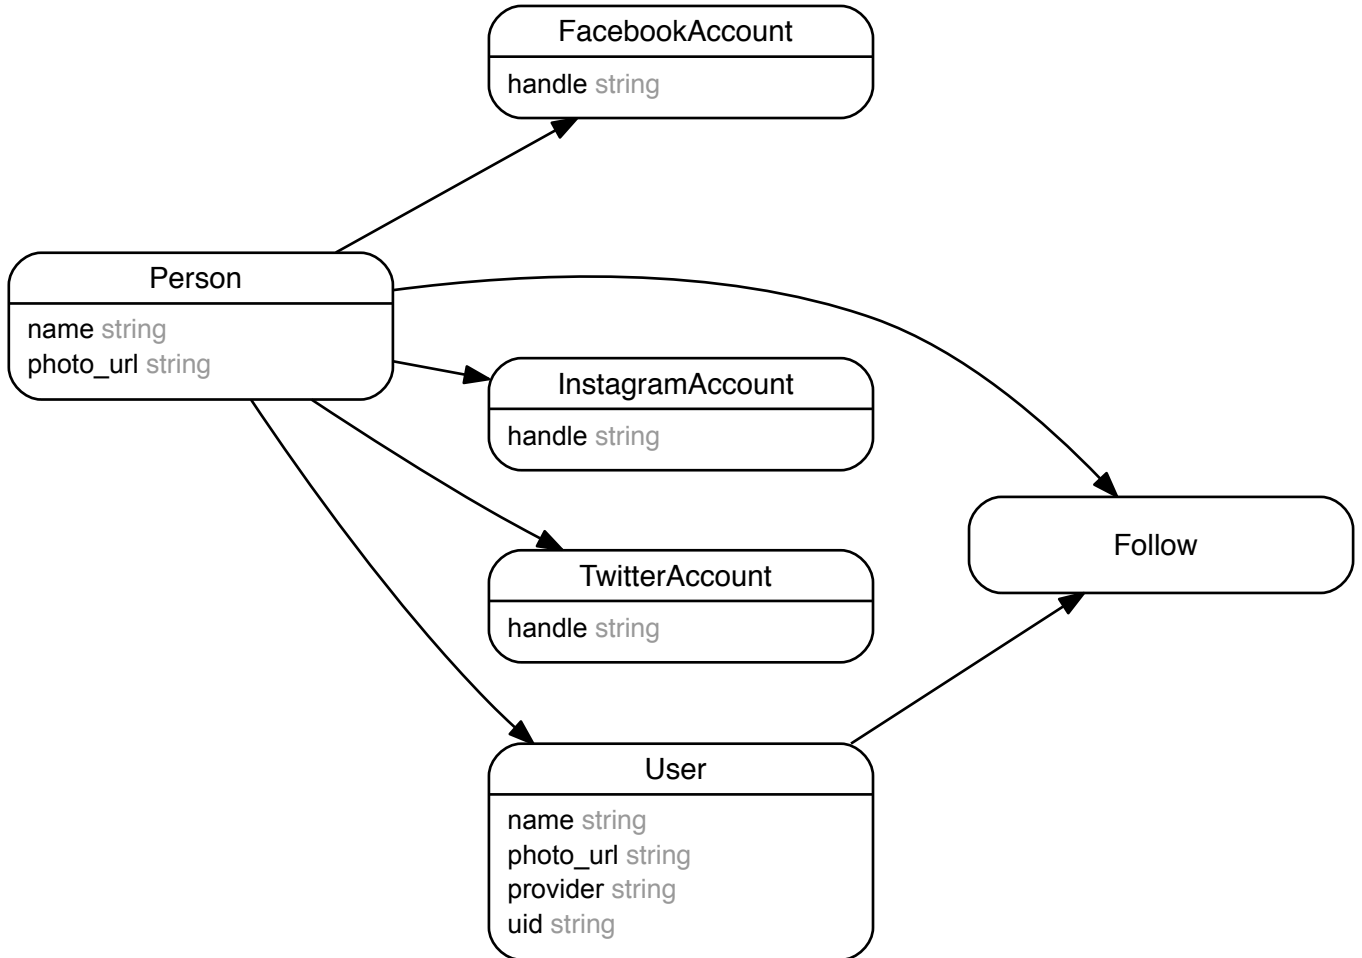 FacebookAccount
handle string
Person
name string
photo_url string
InstagramAccount
handle string
Follow
TwitterAccount
handle string
User
name string
photo_url string
provider string
uid string